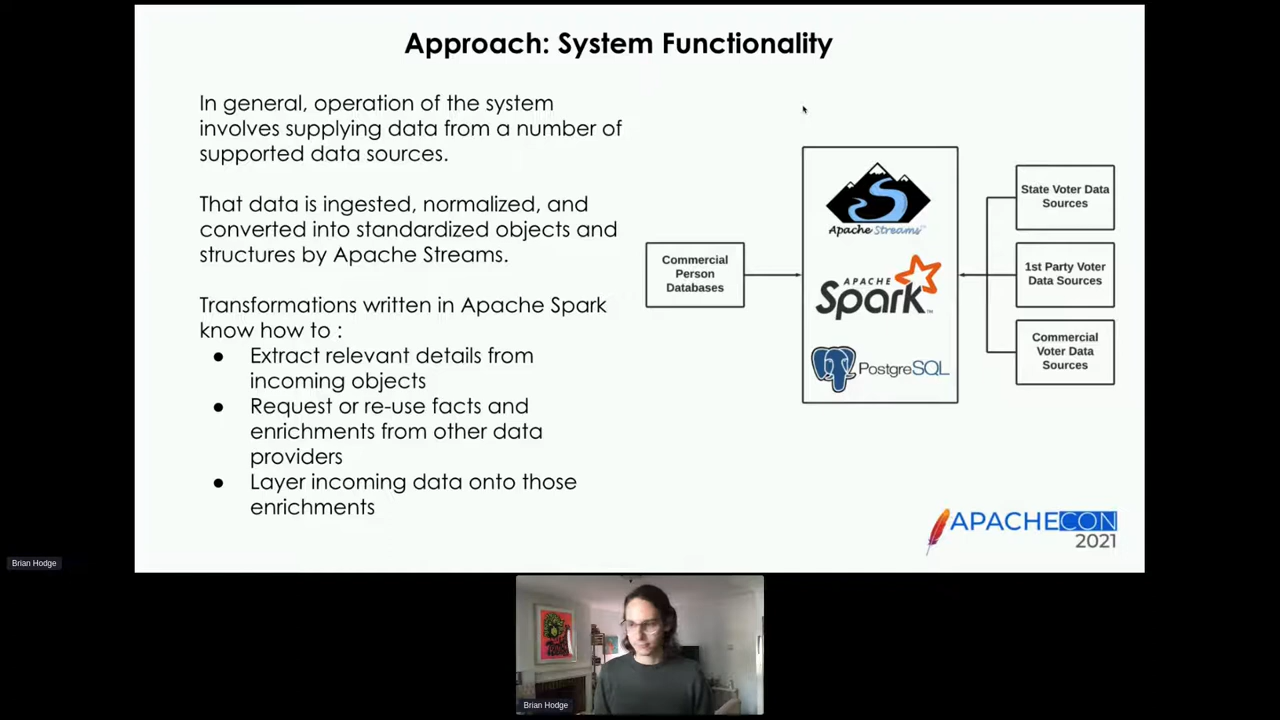 Approach: System Functionality
In general, operation of the system
involves supplying data from a number of
supported data sources.
That data is ingested, normalized, and
converted into standardized objects and
structures by Apache Streams.
Transformations written in Apache Spark
know how to :
● Extract relevant details from
incoming objects
● Request or re-use facts and
enrichments from other data
providers
● Layer incoming data onto those
enrichments
Commercial
Person
Databases
Apache Streams™
APACHE
Spark™
PostgreSQL
State Voter Data
Sources
1st Party Voter
Data Sources
Commercial
Voter Data
Sources
APACHECON
2021
Brian Hodge
Brian Hodge